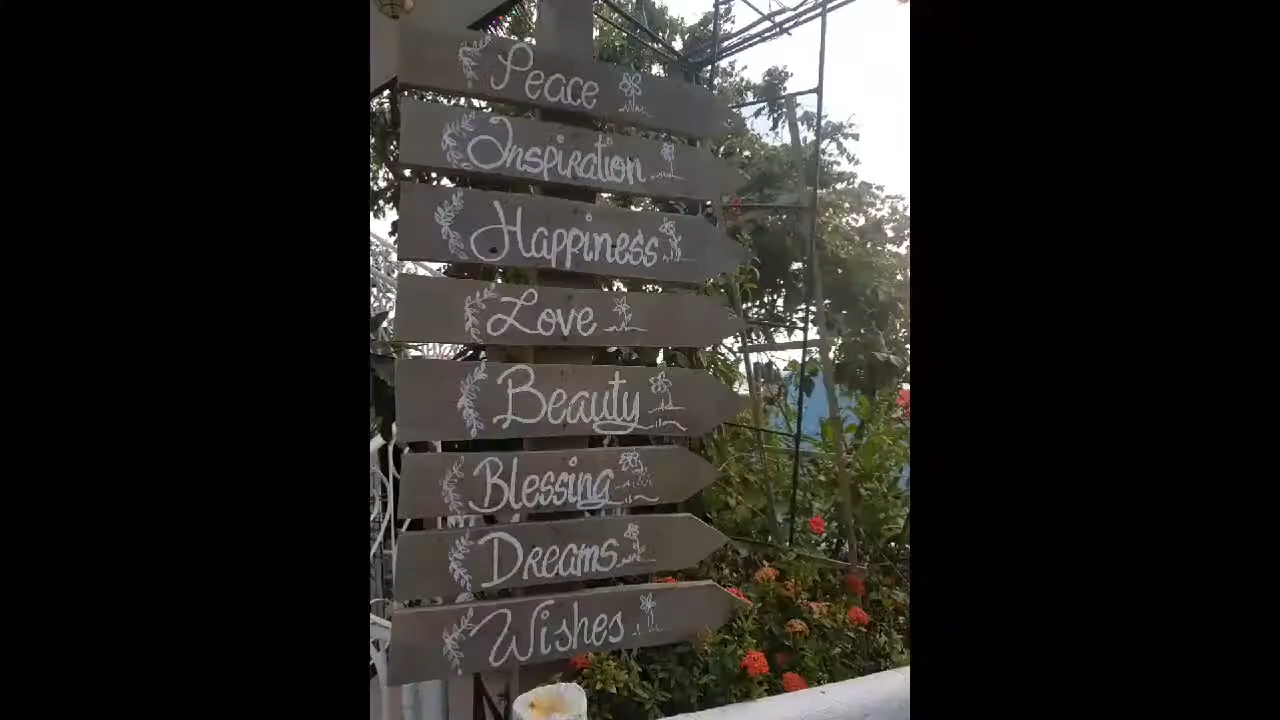 Peace
Inspiration
Happiness
Love
Beauty
Blessing
Dreams
Wishes